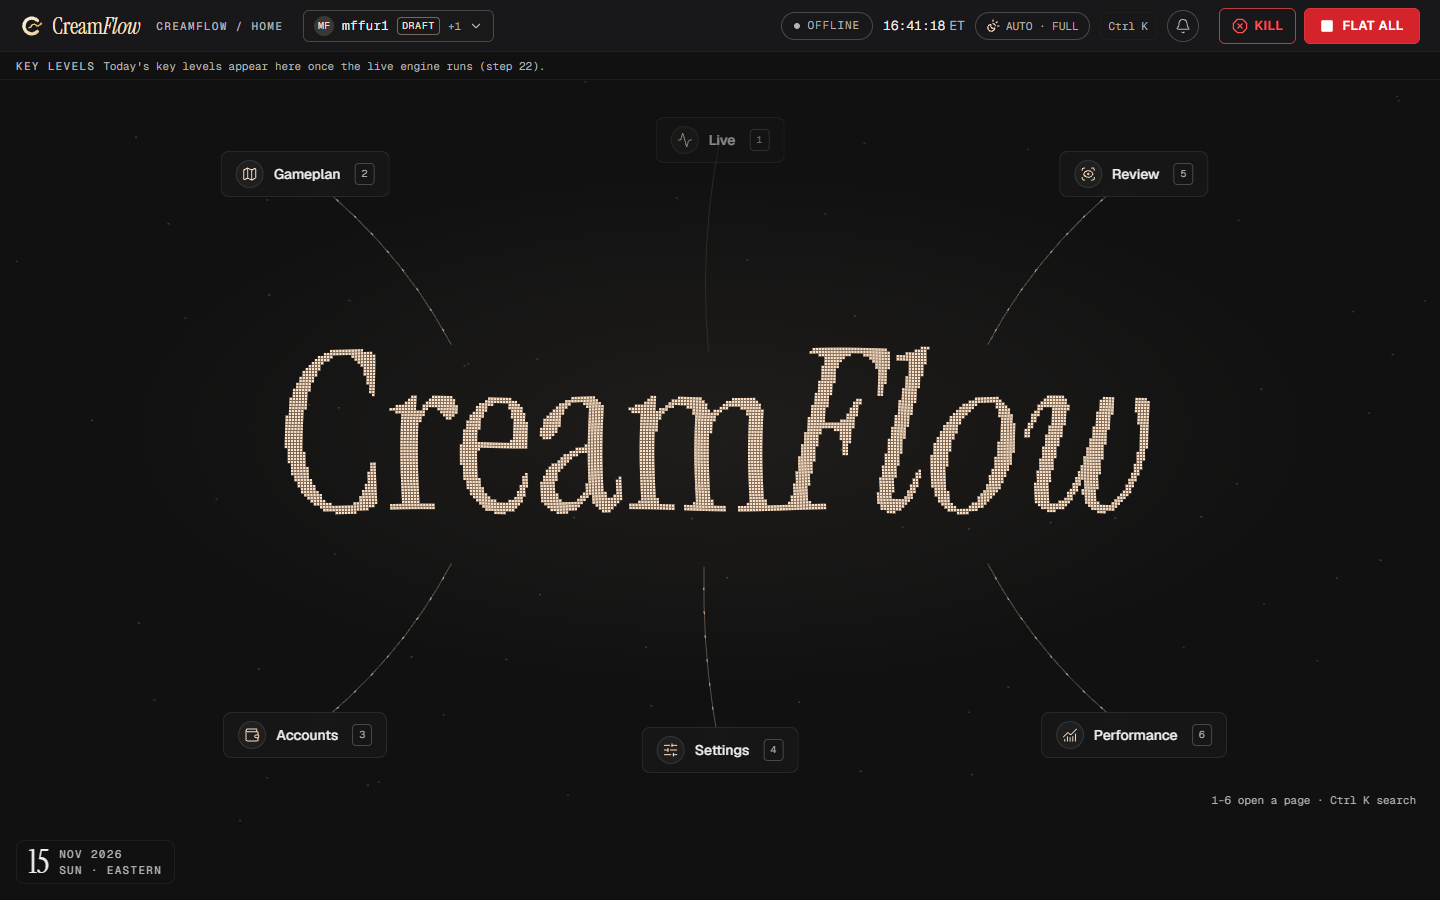 CreamFlow CREAMFLOW / HOME MF mffur1 DRAFT +1 OFFLINE 16:41:18 ET AUTO · FULL Ctrl K KILL FLAT ALL
KEY LEVELS Today's key levels appear here once the live engine runs (step 22).
Live 1
Gameplan 2
Review 5
CreamFlow
Accounts 3
Settings 4
Performance 6
1-6 open a page · Ctrl K search
15 NOV 2026
SUN · EASTERN